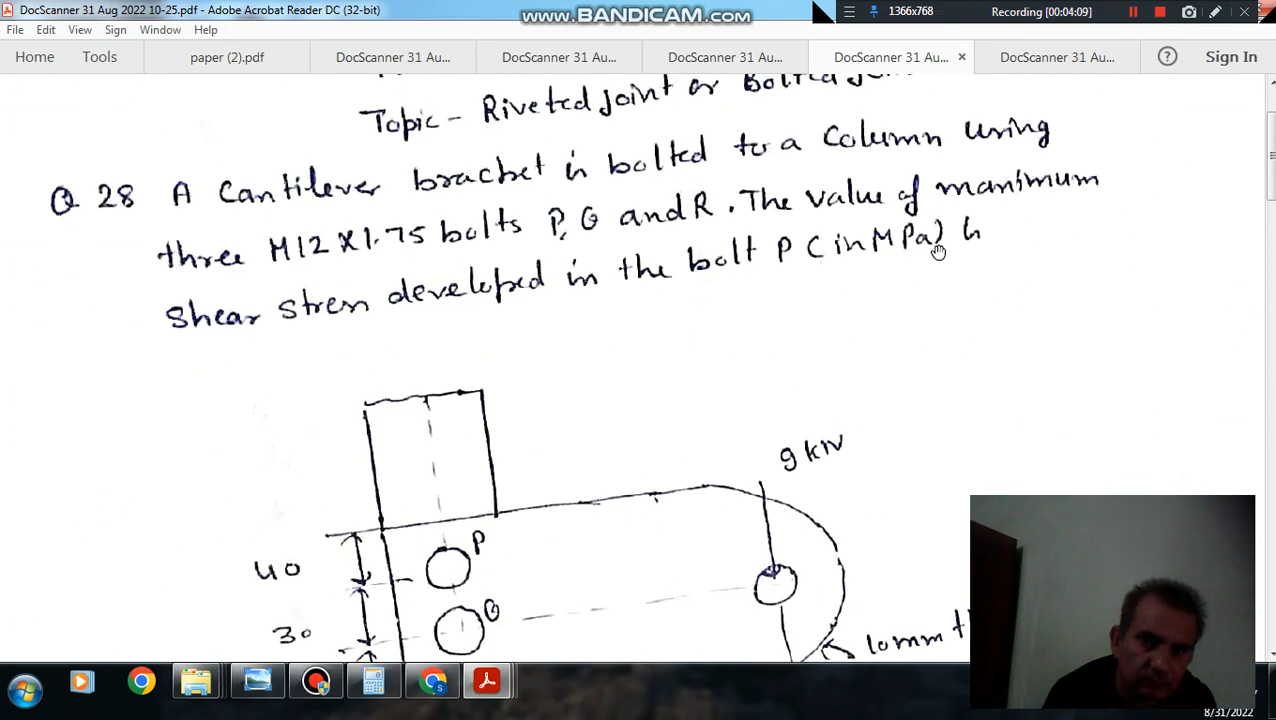 DocScanner 31 Aug 2022 10-25.pdf - Adobe Acrobat Reader DC (32-bit)
www.BANDICAM.com
1366x768
Recording [00:04:09]
File Edit View Sign Window Help
Home Tools paper (2).pdf DocScanner 31 Au... DocScanner 31 Au... DocScanner 31 Au... DocScanner 31 Au... × DocScanner 31 Au... ? Sign In
Topic - Riveted joint or Bolted
Q. 28 A Cantilever bracket is bolted to a Column using
three M12 X 1.75 bolts P, Q and R. The value of maximum
shear stress developed in the bolt P (in MPa) is
9 kN
P
40
Q
30
10mm
8/31/2022